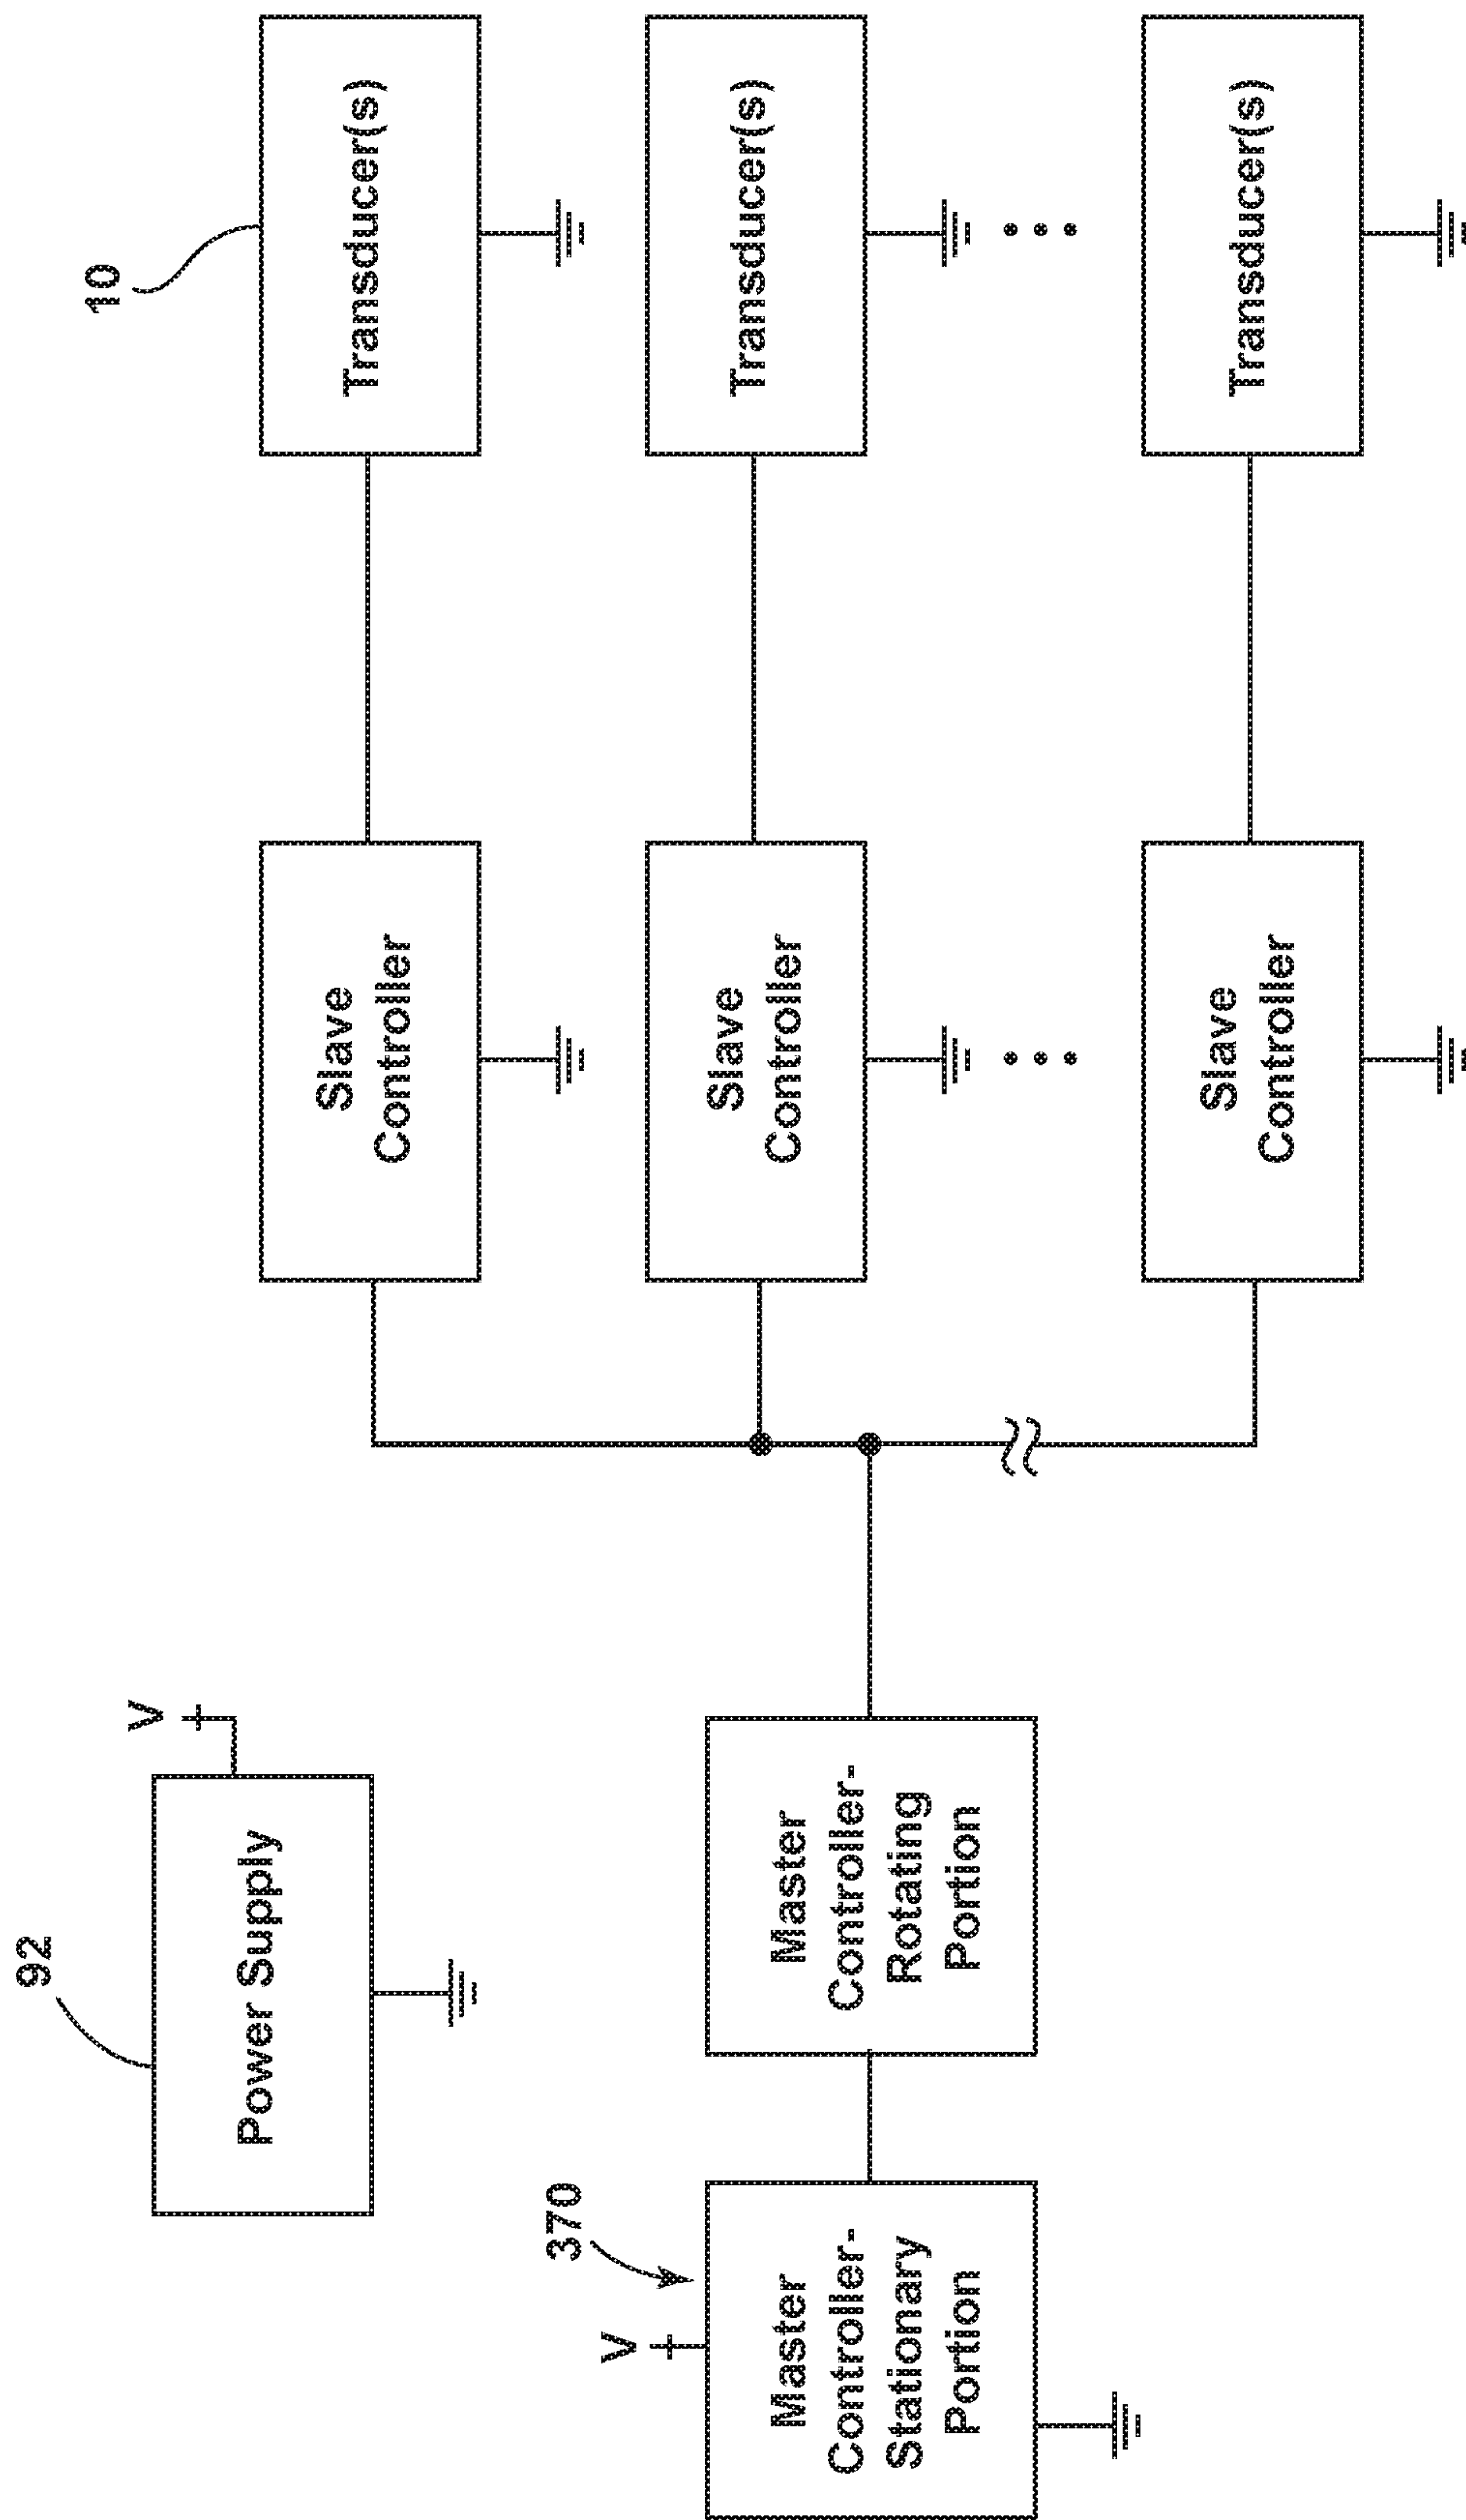 92
Power Supply
V
10
Transducer(s)
Slave
Controller
370
V
Master
Controller-
Stationary
Portion
Master
Controller-
Rotating
Portion
Slave
Controller
Transducer(s)
Slave
Controller
Transducer(s)